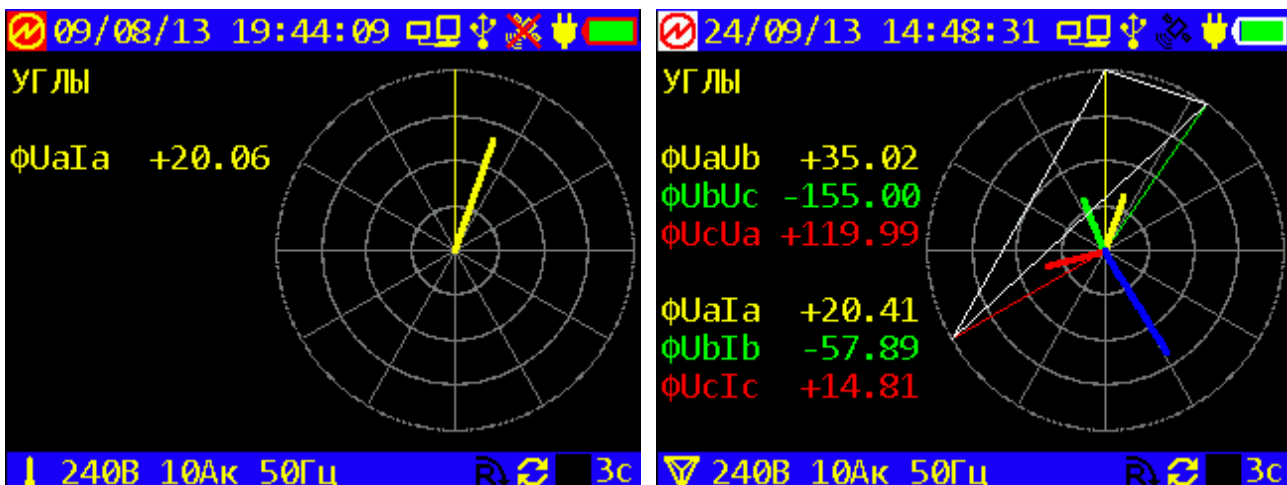 09/08/13 19:44:09
УГЛЫ
φUaIa +20.06
240В 10Ак 50Гц R 3с
24/09/13 14:48:31
УГЛЫ
φUaUb +35.02
φUbUc -155.00
φUcUa +119.99
φUaIa +20.41
φUbIb -57.89
φUcIc +14.81
240В 10Ак 50Гц R 3с